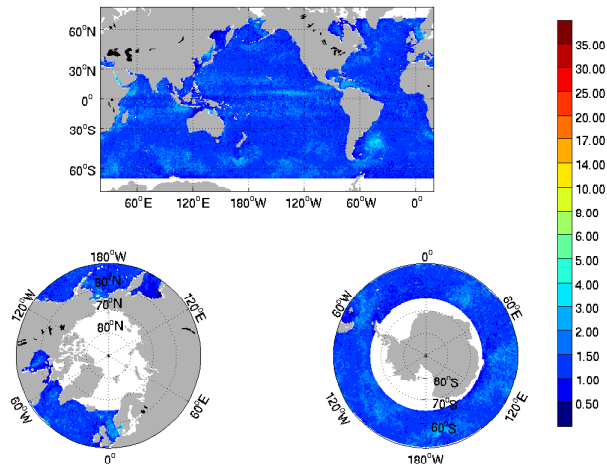 60°N
30°N
0°
30°S
60°S
60°E
120°E
180°W
120°W
60°W
0°
180°W
120°W
120°E
60°N
70°N
80°N
60°W
60°E
0°
0°
60°W
60°E
80°S
70°S
60°S
120°W
120°E
180°W
35.00
30.00
25.00
20.00
17.00
14.00
10.00
8.00
6.00
5.00
4.00
3.00
2.00
1.50
1.00
0.50